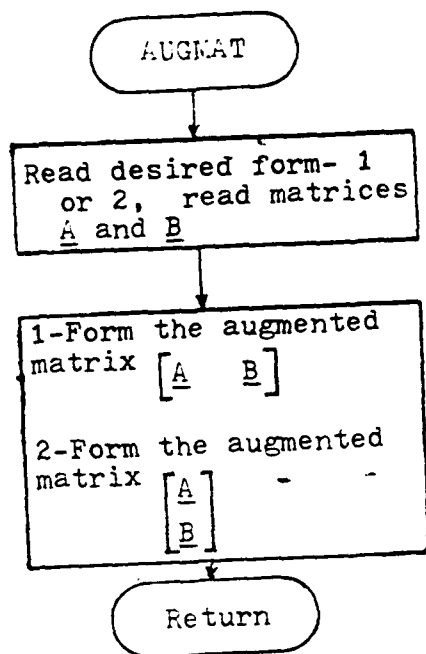 AUGMAT
Read desired form- 1
or 2, read matrices
A and B
1-Form the augmented
matrix [A B]
2-Form the augmented
matrix [A
B]
Return